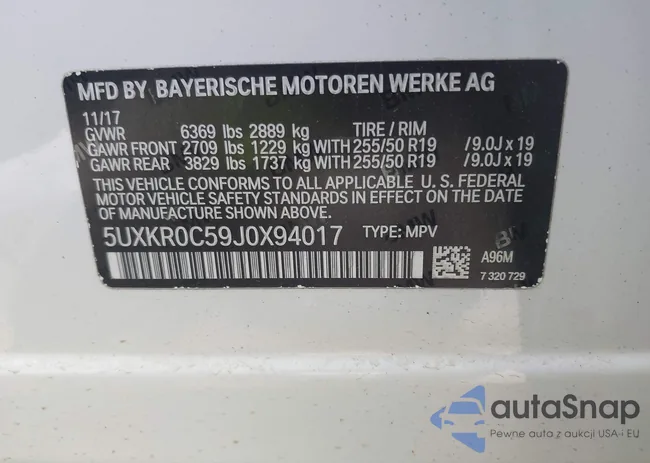 MFD BY BAYERISCHE MOTOREN WERKE AG
11/17
GVWR 6369 lbs 2889 kg TIRE / RIM
GAWR FRONT 2709 lbs 1229 kg WITH 255/50 R19 /9.0J x 19
GAWR REAR 3829 lbs 1737 kg WITH 255/50 R19 /9.0J x 19
THIS VEHICLE CONFORMS TO ALL APPLICABLE U. S. FEDERAL
MOTOR VEHICLE SAFETY STANDARDS IN EFFECT ON THE DATE
OF MANUFACTURE SHOWN ABOVE.
5UXKR0C59J0X94017 TYPE: MPV
A96M
7 320 729
autoSnap
Pewne auta z aukcji USA i EU